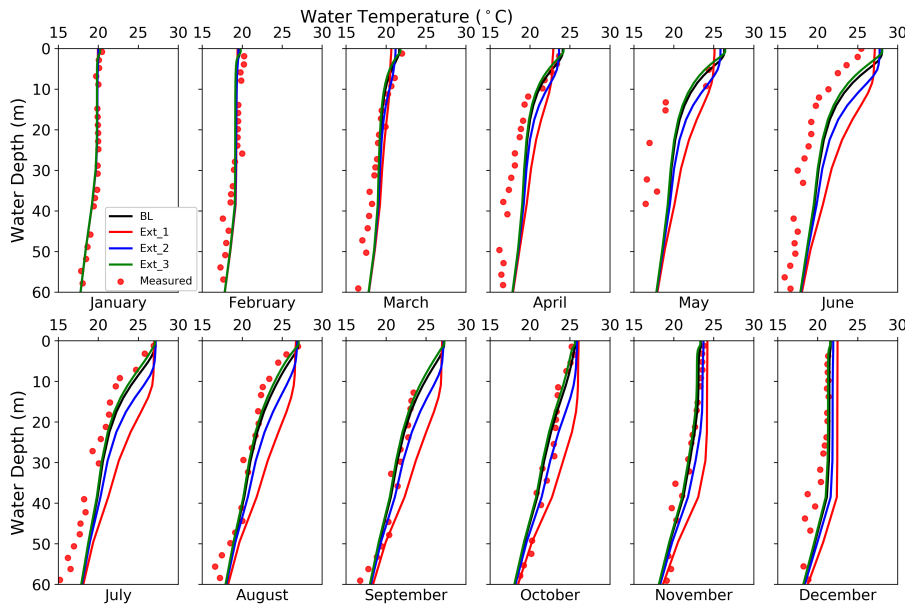 Water Temperature (°C)
15 20 25 30 15 20 25 30 15 20 25 30 15 20 25 30 15 20 25 30 15 20 25 30
Water Depth (m)
0
10
20
30
40
50
60
BL
Ext_1
Ext_2
Ext_3
Measured
January February March April May June
15 20 25 30 15 20 25 30 15 20 25 30 15 20 25 30 15 20 25 30 15 20 25 30
Water Depth (m)
0
10
20
30
40
50
60
July August September October November December